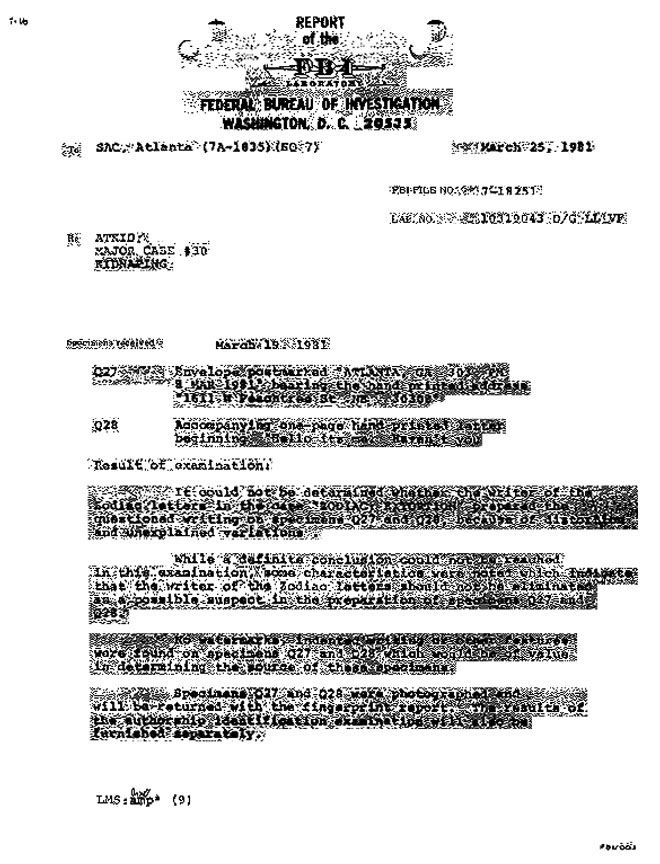 7-1b
REPORT
of the
FBI
LABORATORY
FEDERAL BUREAU OF INVESTIGATION
WASHINGTON, D. C. 20535
To SAC, Atlanta (7A-1835) (SQ 7) March 25, 1981
FBI FILE NO. 7-18251
LAB. NO. 10319043 D/G LL VF
Re ATKID
MAJOR CASE #30
KIDNAPING
Specimens received March 19, 1981
Q27 Envelope postmarked "ATLANTA, GA
MAR 1981" bearing the hand printed address
"1611 W Peachtree St NE 30309"
Q28 Accompanying one-page hand printed letter
beginning "Hello its me. Haven't you
Result of examination:
It could not be determined whether the writer of the
Zodiac letters in the case "ZODIAC EXTORTION" prepared the
questioned writing on specimens Q27 and Q28 because of distortion
and unexplained variations.
While a definite conclusion could not be reached
in this examination, some characteristics were noted which indicate
that the writer of the Zodiac letters should not be eliminated
as a possible suspect in the preparation of specimens Q27 and
Q28.
No watermarks, indented writing or other features
were found on specimens Q27 and Q28 which would be of value
in determining the source of these specimens.
Specimens Q27 and Q28 were photographed and
will be returned with the fingerprint report. The results of
the authorship identification examination will also be
furnished separately.
LMS:amp* (9)